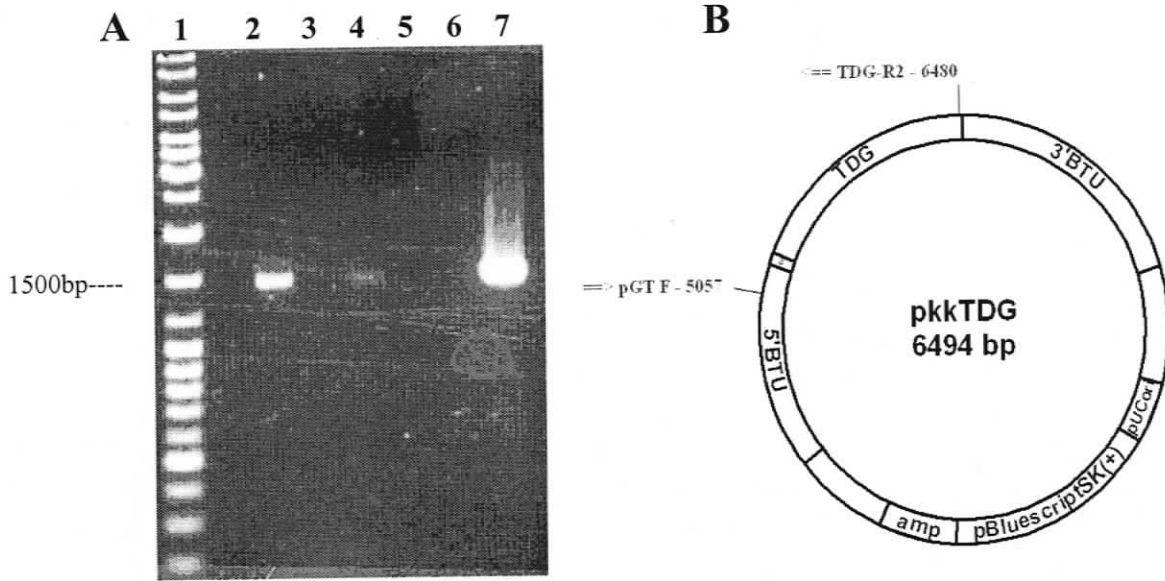 A
1 2 3 4 5 6 7
1500bp----
B
<== TDG-R2 - 6480
==> pGT F - 5057
TDG
3'BTU
5'BTU
pkkTDG
6494 bp
pUCori
pBluescriptSK(+)
amp